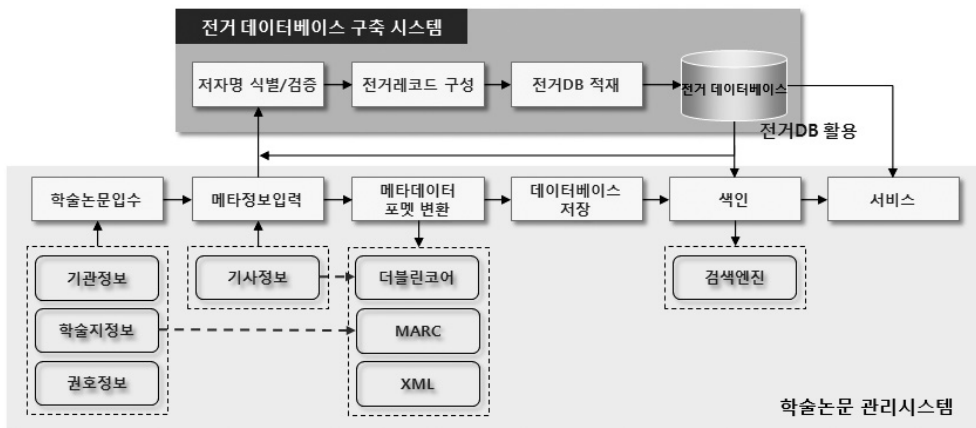 전거 데이터베이스 구축 시스템
저자명 식별/검증
전거레코드 구성
전거DB 적재
전거 데이터베이스
전거DB 활용
학술논문입수
메타정보입력
메타데이터
포멧 변환
데이터베이스
저장
색인
서비스
기관정보
기사정보
더블린코어
검색엔진
학술지정보
MARC
권호정보
XML
학술논문 관리시스템